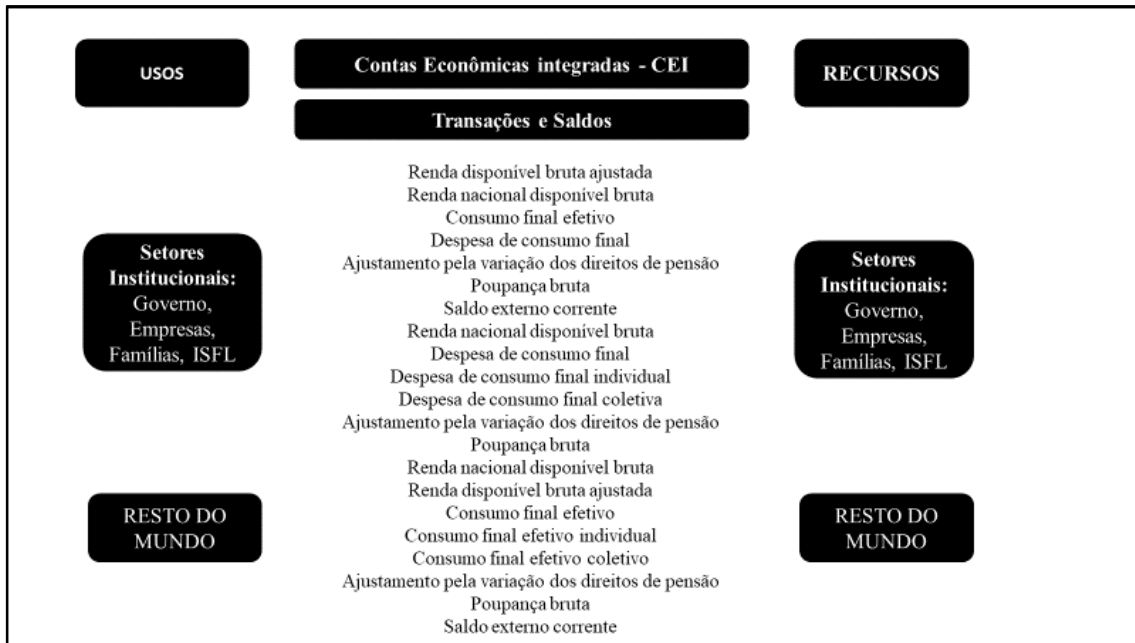 USOS
Contas Econômicas integradas - CEI
RECURSOS
Transações e Saldos
Setores
Institucionais:
Governo,
Empresas,
Famílias, ISFL
RESTO DO
MUNDO
Renda disponível bruta ajustada
Renda nacional disponível bruta
Consumo final efetivo
Despesa de consumo final
Ajustamento pela variação dos direitos de pensão
Poupança bruta
Saldo externo corrente
Renda nacional disponível bruta
Despesa de consumo final
Despesa de consumo final individual
Despesa de consumo final coletiva
Ajustamento pela variação dos direitos de pensão
Poupança bruta
Renda nacional disponível bruta
Renda disponível bruta ajustada
Consumo final efetivo
Consumo final efetivo individual
Consumo final efetivo coletivo
Ajustamento pela variação dos direitos de pensão
Poupança bruta
Saldo externo corrente
Setores
Institucionais:
Governo,
Empresas,
Famílias, ISFL
RESTO DO
MUNDO